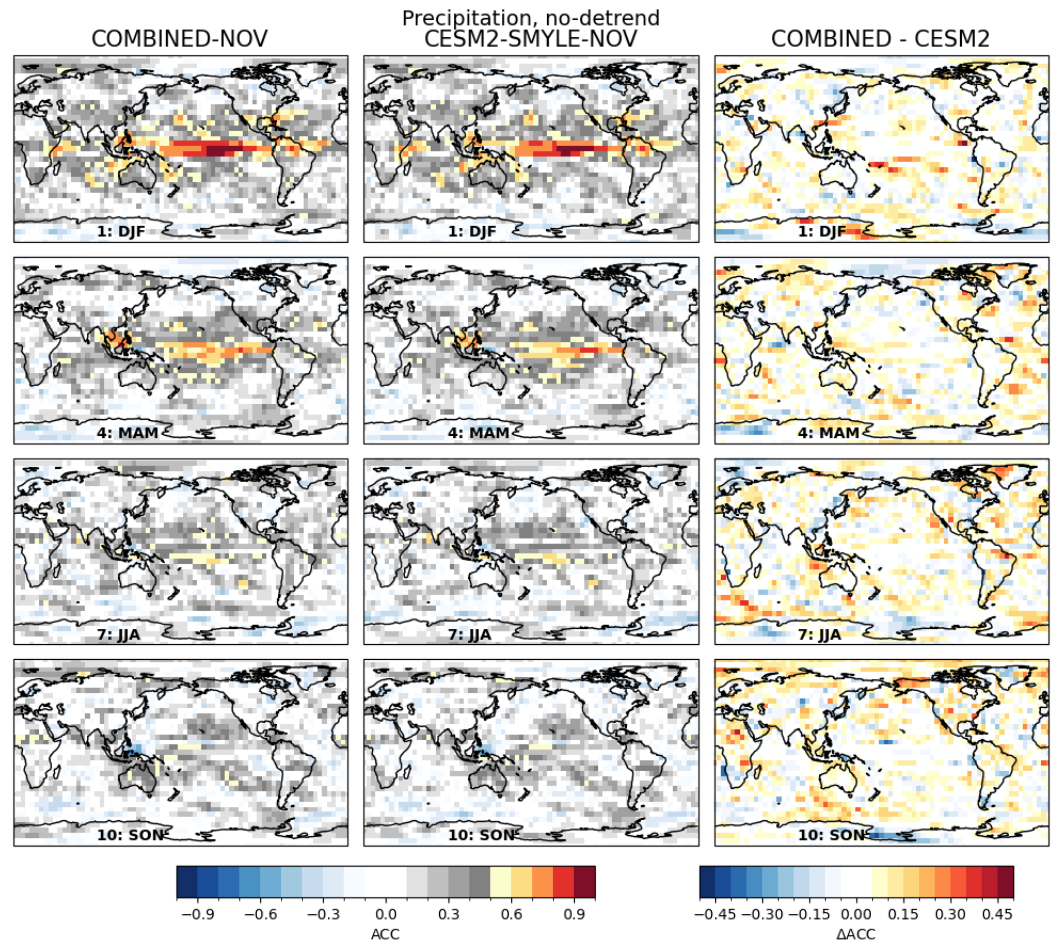 Precipitation, no-detrend
COMBINED-NOV
CESM2-SMYLE-NOV
COMBINED - CESM2
1: DJF
1: DJF
1: DJF
4: MAM
4: MAM
4: MAM
7: JJA
7: JJA
7: JJA
10: SON
10: SON
10: SON
−0.9 −0.6 −0.3 0.0 0.3 0.6 0.9
ACC
−0.45 −0.30 −0.15 0.00 0.15 0.30 0.45
ΔACC